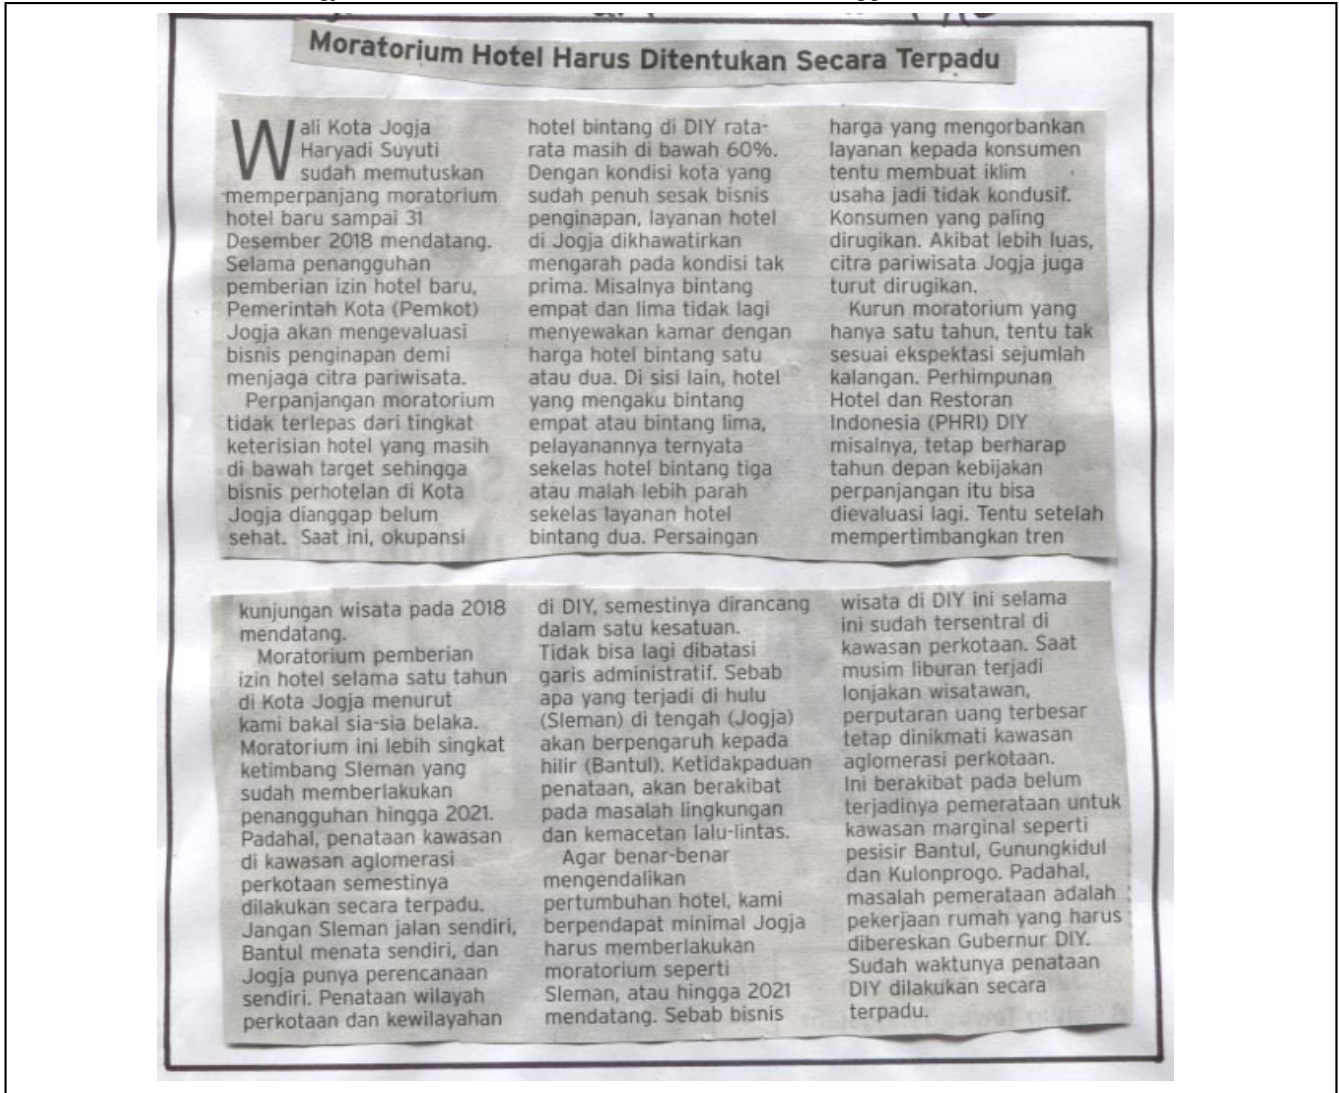 Moratorium Hotel Harus Ditentukan Secara Terpadu
Wali Kota Jogja
Haryadi Suyuti
sudah memutuskan
memperpanjang moratorium
hotel baru sampai 31
Desember 2018 mendatang.
Selama penangguhan
pemberian izin hotel baru,
Pemerintah Kota (Pemkot)
Jogja akan mengevaluasi
bisnis penginapan demi
menjaga citra pariwisata.
Perpanjangan moratorium
tidak terlepas dari tingkat
keterisian hotel yang masih
di bawah target sehingga
bisnis perhotelan di Kota
Jogja dianggap belum
sehat. Saat ini, okupansi
hotel bintang di DIY rata-
rata masih di bawah 60%.
Dengan kondisi kota yang
sudah penuh sesak bisnis
penginapan, layanan hotel
di Jogja dikhawatirkan
mengarah pada kondisi tak
prima. Misalnya bintang
empat dan lima tidak lagi
menyewakan kamar dengan
harga hotel bintang satu
atau dua. Di sisi lain, hotel
yang mengaku bintang
empat atau bintang lima,
pelayanannya ternyata
sekelas hotel bintang tiga
atau malah lebih parah
sekelas layanan hotel
bintang dua. Persaingan
harga yang mengorbankan
layanan kepada konsumen
tentu membuat iklim
usaha jadi tidak kondusif.
Konsumen yang paling
dirugikan. Akibat lebih luas,
citra pariwisata Jogja juga
turut dirugikan.
Kurun moratorium yang
hanya satu tahun, tentu tak
sesuai ekspektasi sejumlah
kalangan. Perhimpunan
Hotel dan Restoran
Indonesia (PHRI) DIY
misalnya, tetap berharap
tahun depan kebijakan
perpanjangan itu bisa
dievaluasi lagi. Tentu setelah
mempertimbangkan tren
kunjungan wisata pada 2018
mendatang.
Moratorium pemberian
izin hotel selama satu tahun
di Kota Jogja menurut
kami bakal sia-sia belaka.
Moratorium ini lebih singkat
ketimbang Sleman yang
sudah memberlakukan
penangguhan hingga 2021.
Padahal, penataan kawasan
di kawasan aglomerasi
perkotaan semestinya
dilakukan secara terpadu.
Jangan Sleman jalan sendiri,
Bantul menata sendiri, dan
Jogja punya perencanaan
sendiri. Penataan wilayah
perkotaan dan kewilayahan
di DIY, semestinya dirancang
dalam satu kesatuan.
Tidak bisa lagi dibatasi
garis administratif. Sebab
apa yang terjadi di hulu
(Sleman) di tengah (Jogja)
akan berpengaruh kepada
hilir (Bantul). Ketidakpaduan
penataan, akan berakibat
pada masalah lingkungan
dan kemacetan lalu-lintas.
Agar benar-benar
mengendalikan
pertumbuhan hotel, kami
berpendapat minimal Jogja
harus memberlakukan
moratorium seperti
Sleman, atau hingga 2021
mendatang. Sebab bisnis
wisata di DIY ini selama
ini sudah tersentral di
kawasan perkotaan. Saat
musim liburan terjadi
lonjakan wisatawan,
perputaran uang terbesar
tetap dinikmati kawasan
aglomerasi perkotaan.
Ini berakibat pada belum
terjadinya pemerataan untuk
kawasan marginal seperti
pesisir Bantul, Gunungkidul
dan Kulonprogo. Padahal,
masalah pemerataan adalah
pekerjaan rumah yang harus
dibereskan Gubernur DIY.
Sudah waktunya penataan
DIY dilakukan secara
terpadu.